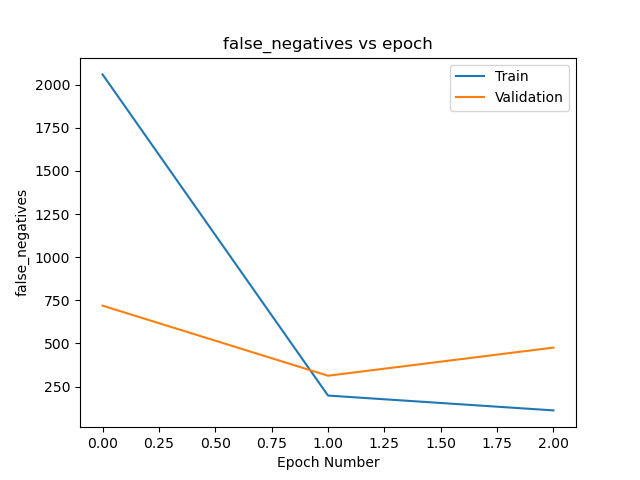 false_negatives vs epoch
Train
Validation
2000
1750
1500
1250
1000
750
500
250
false_negatives
0.00 0.25 0.50 0.75 1.00 1.25 1.50 1.75 2.00
Epoch Number